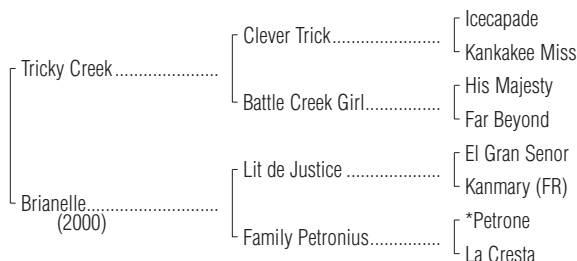 Icecapade
Clever Trick.......................
Kankakee Miss
Tricky Creek......................
His Majesty
Battle Creek Girl................
Far Beyond
El Gran Senor
Lit de Justice ....................
Kanmary (FR)
Brianelle............................
(2000)
*Petrone
Family Petronius...............
La Cresta